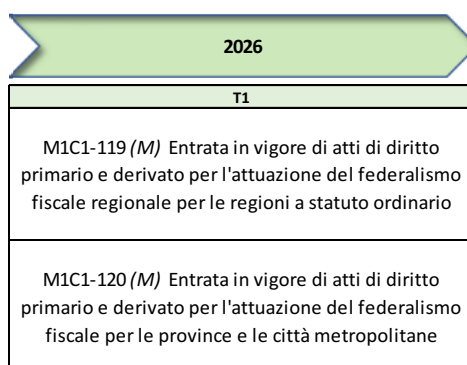 2026
T1
M1C1-119 (M) Entrata in vigore di atti di diritto
primario e derivato per l'attuazione del federalismo
fiscale regionale per le regioni a statuto ordinario
M1C1-120 (M) Entrata in vigore di atti di diritto
primario e derivato per l'attuazione del federalismo
fiscale per le province e le città metropolitane